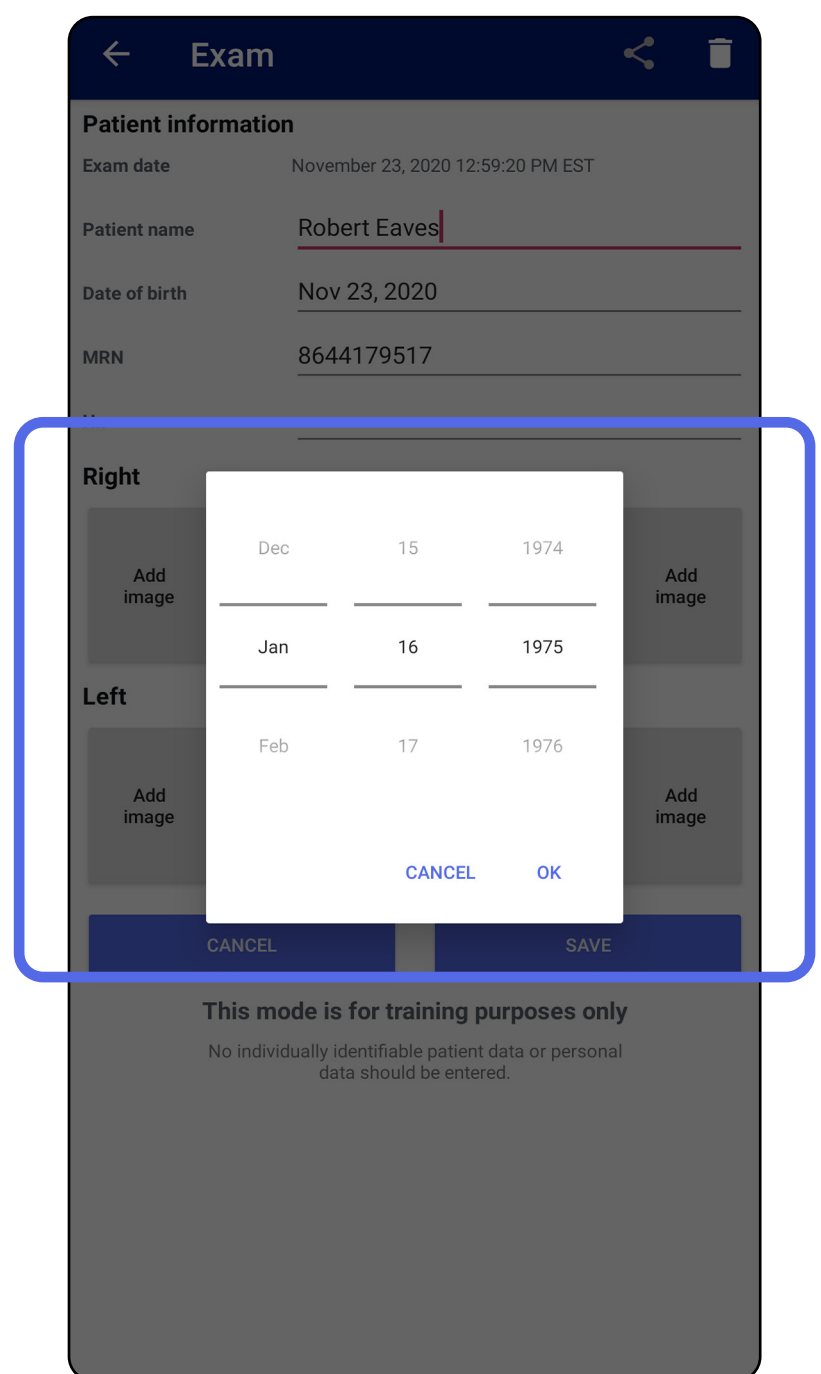 Exam
Patient information
Exam date November 23, 2020 12:59:20 PM EST
Patient name Robert Eaves
Date of birth Nov 23, 2020
MRN 8644179517
Right
Dec 15 1974
Add
image
Add
image
Jan 16 1975
Left
Feb 17 1976
Add
image
Add
image
CANCEL OK
CANCEL SAVE
This mode is for training purposes only
No individually identifiable patient data or personal
data should be entered.